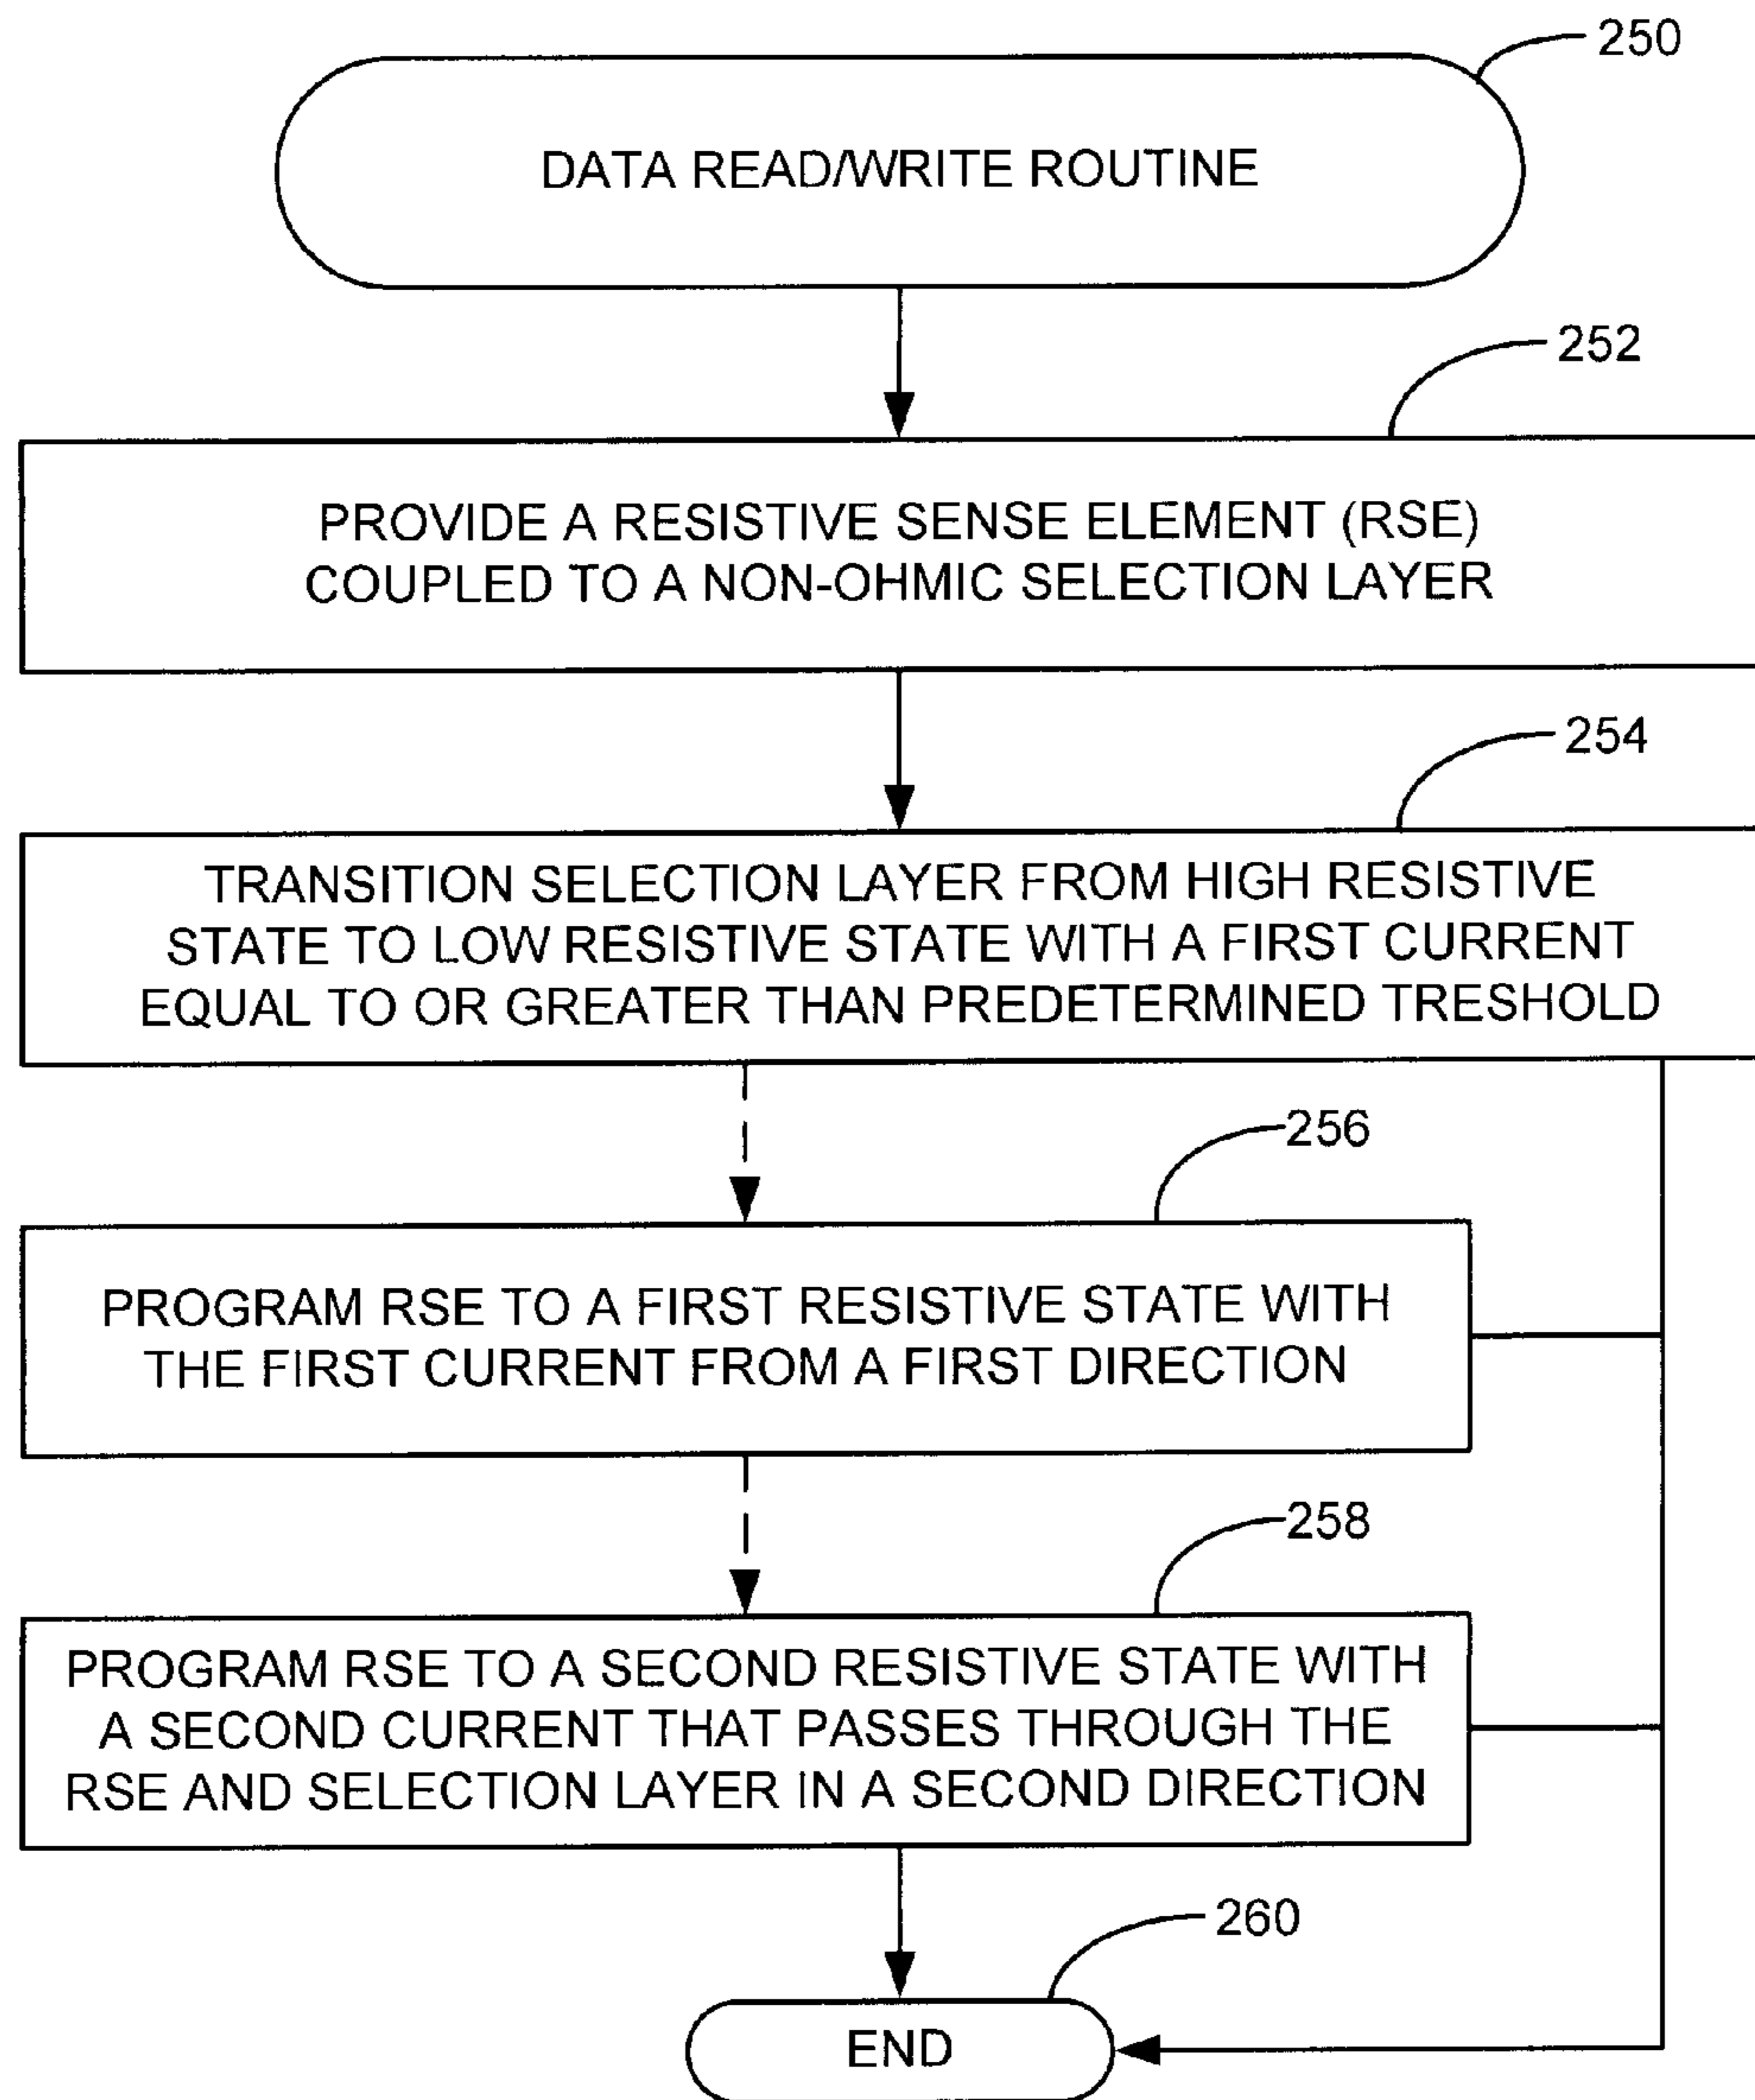 250
DATA READ/WRITE ROUTINE
252
PROVIDE A RESISTIVE SENSE ELEMENT (RSE)
COUPLED TO A NON-OHMIC SELECTION LAYER
254
TRANSITION SELECTION LAYER FROM HIGH RESISTIVE
STATE TO LOW RESISTIVE STATE WITH A FIRST CURRENT
EQUAL TO OR GREATER THAN PREDETERMINED TRESHOLD
256
PROGRAM RSE TO A FIRST RESISTIVE STATE WITH
THE FIRST CURRENT FROM A FIRST DIRECTION
258
PROGRAM RSE TO A SECOND RESISTIVE STATE WITH
A SECOND CURRENT THAT PASSES THROUGH THE
RSE AND SELECTION LAYER IN A SECOND DIRECTION
260
END